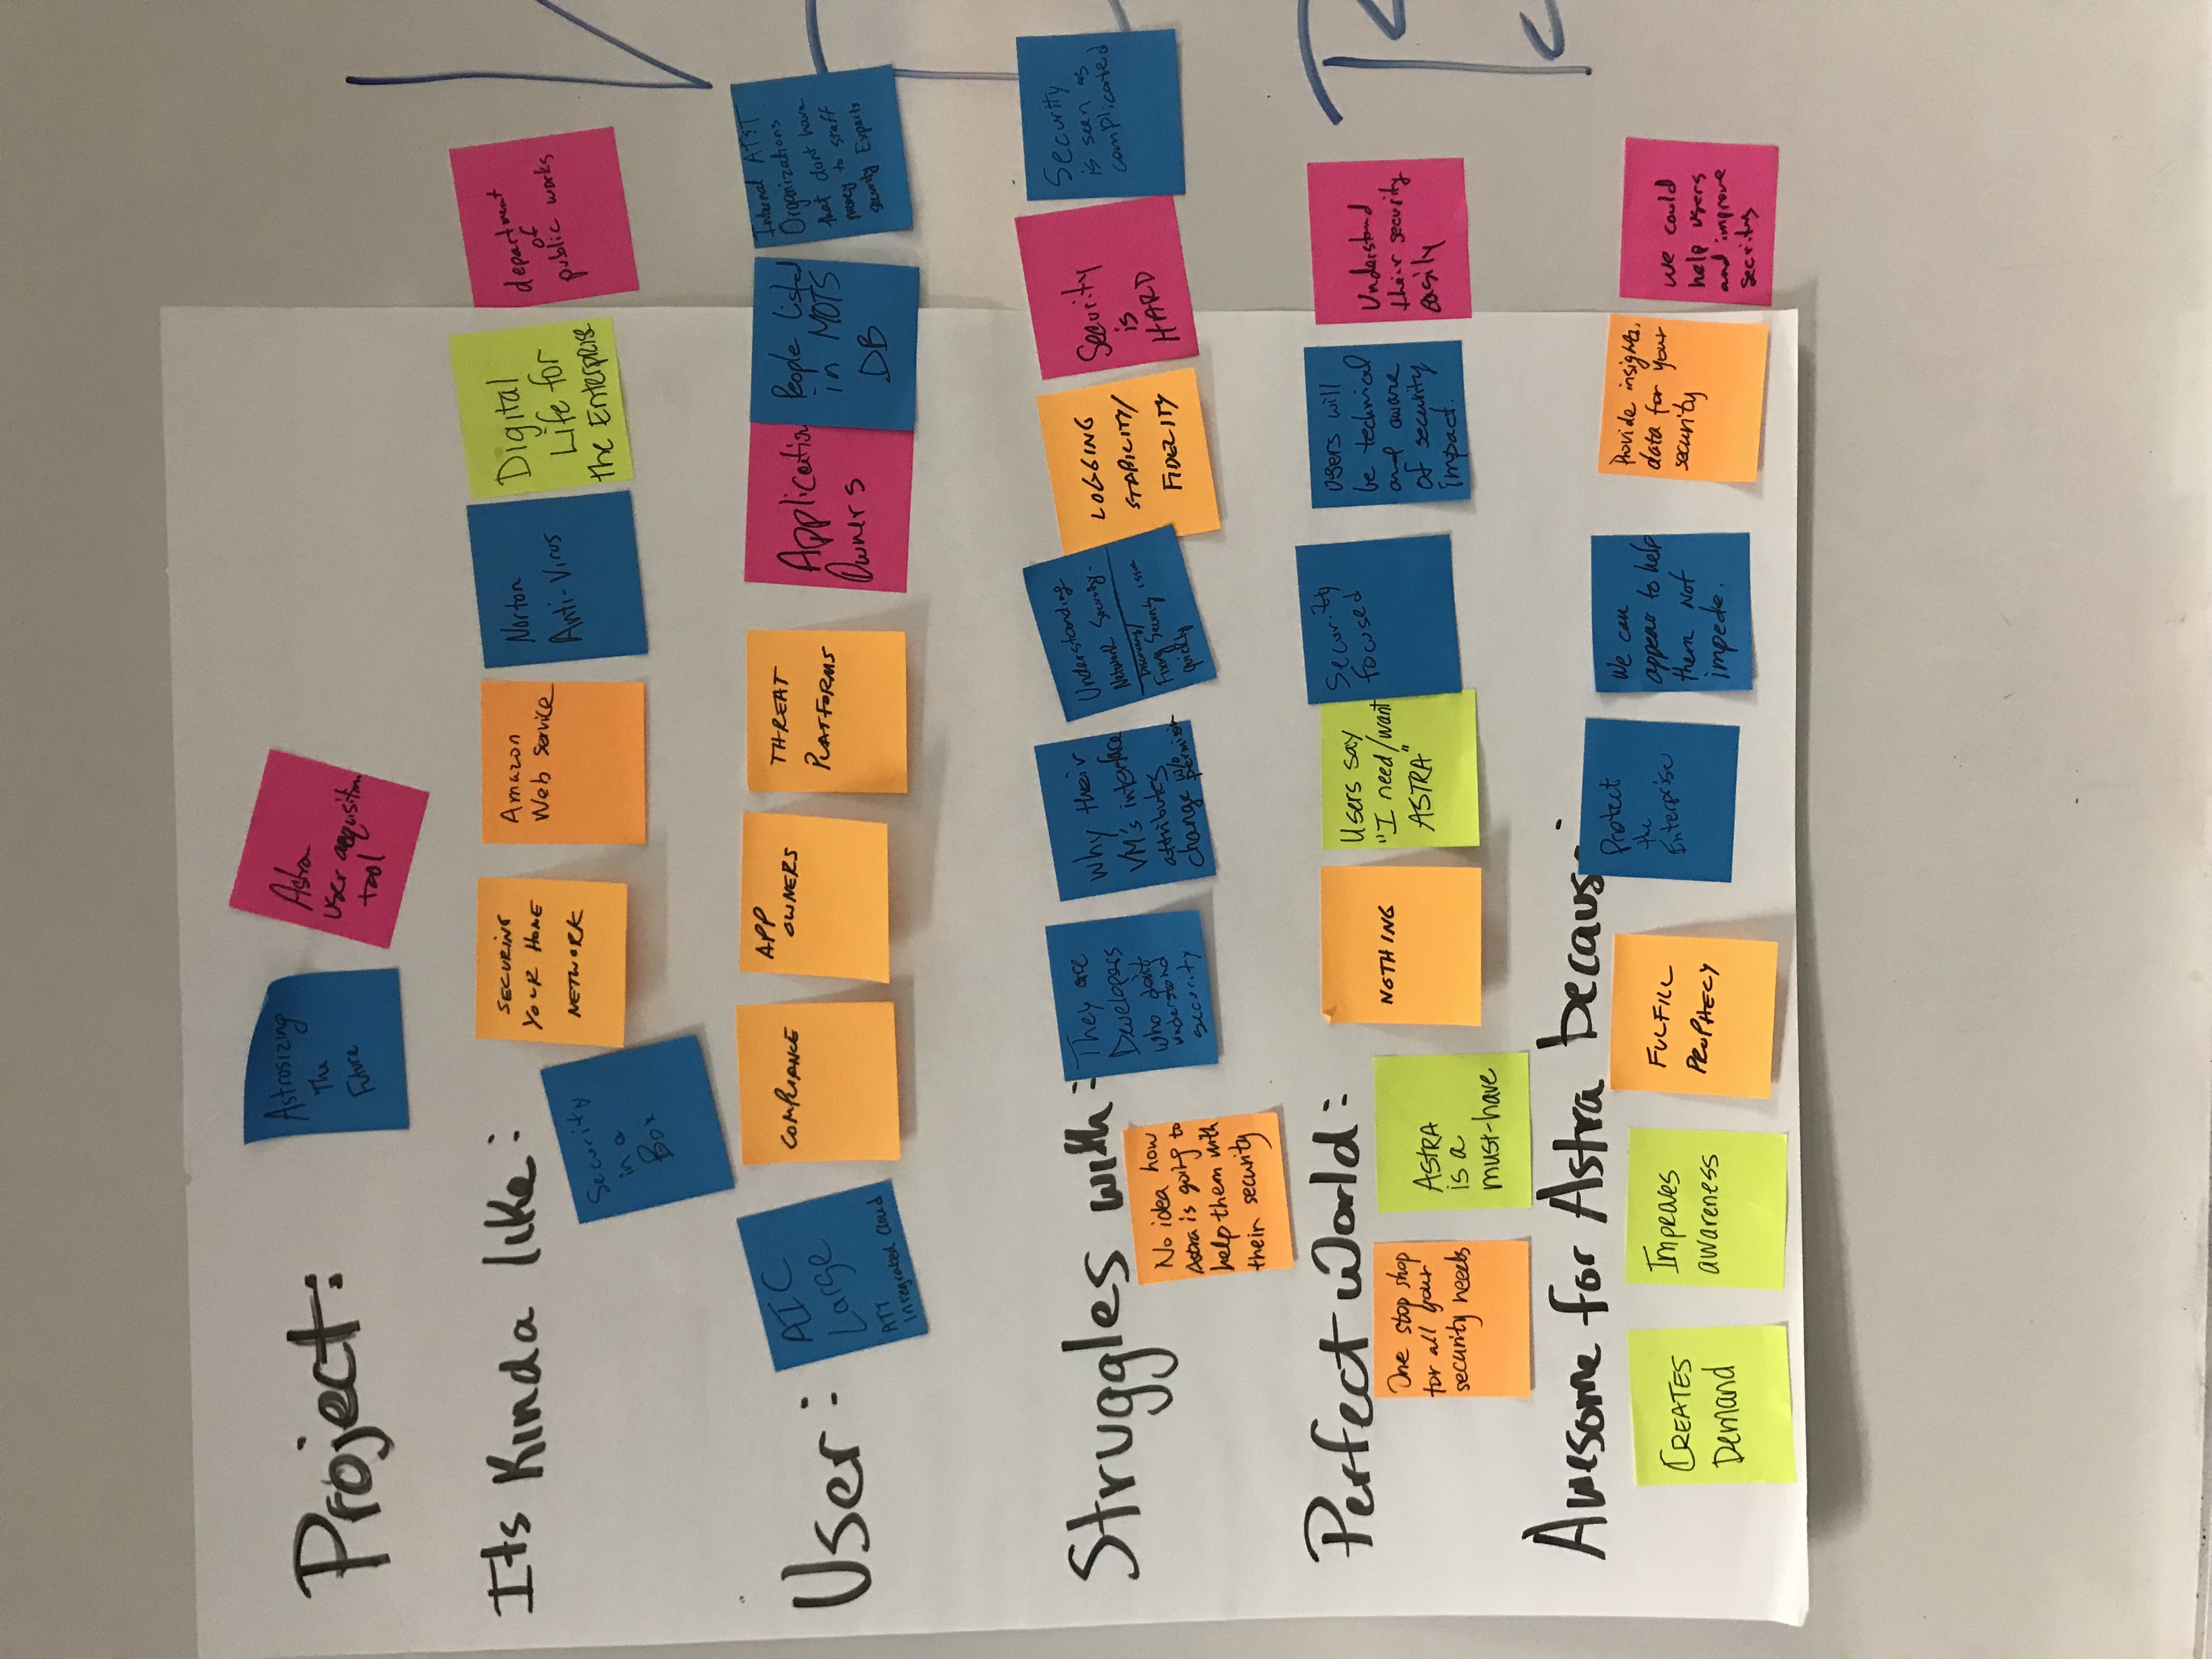 Project:
Astrosizing
The
Future
Astra
user acquisition
tool
Its Kinda like:
Security
in a
Box
SECURING
YOUR HOME
NETWORK
Amazon
Web Service
Norton
Anti-Virus
Digital
Life for
the Enterprise
department
of
public works
User:
AIC
Large
ATT
Integrated Cloud
COMPLIANCE
APP
OWNERS
THREAT
PLATFORMS
Application
Owners
People Listed
in MOTS
DB
Internal AT&T
Organizations
that dont have
money to staff
security Experts
Struggles with:
No idea how
Astra is going to
help them with
their security
They are
Developers
who don't
understand
security
Why their
VM's interface
attributes
change w/o
permission
Understanding
Network Security.
Discovery/
Fixing Security issue
quickly
LOGGING
STABILITY/
FIDELITY
Security
is
HARD
Security
is seen as
complicated
Perfect World:
One stop shop
for all your
security needs
ASTRA
is a
must-have
NOTHING
Users say
"I need/want
ASTRA"
Security
focused
Users will
be technical
and aware
of security
impact.
Understand
their security
easily
Awesome for Astra because:
CREATES
Demand
Improves
awareness
FULFILL
PROPHECY
Protect
the
Enterprise
We can
appear to help
them not
impede.
Provide insights,
data for your
security
we could
help users
and improve
security